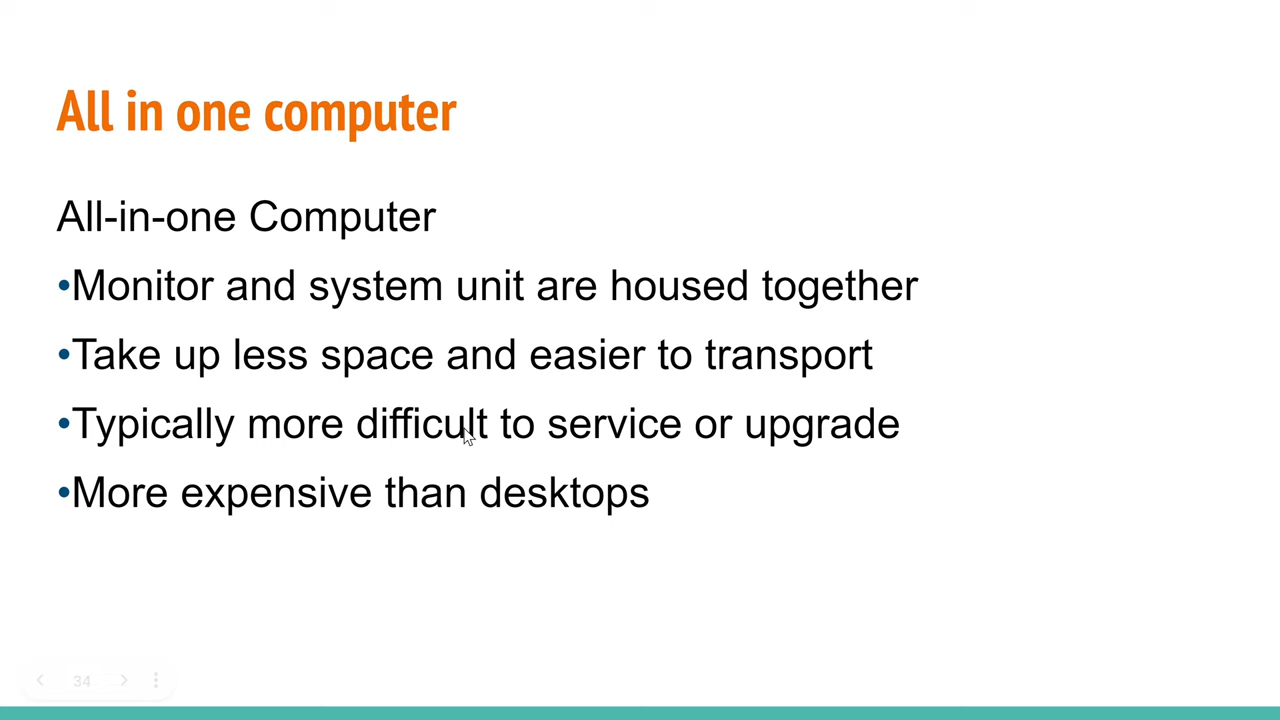 All in one computer
All-in-one Computer
•Monitor and system unit are housed together
•Take up less space and easier to transport
•Typically more difficult to service or upgrade
•More expensive than desktops
34